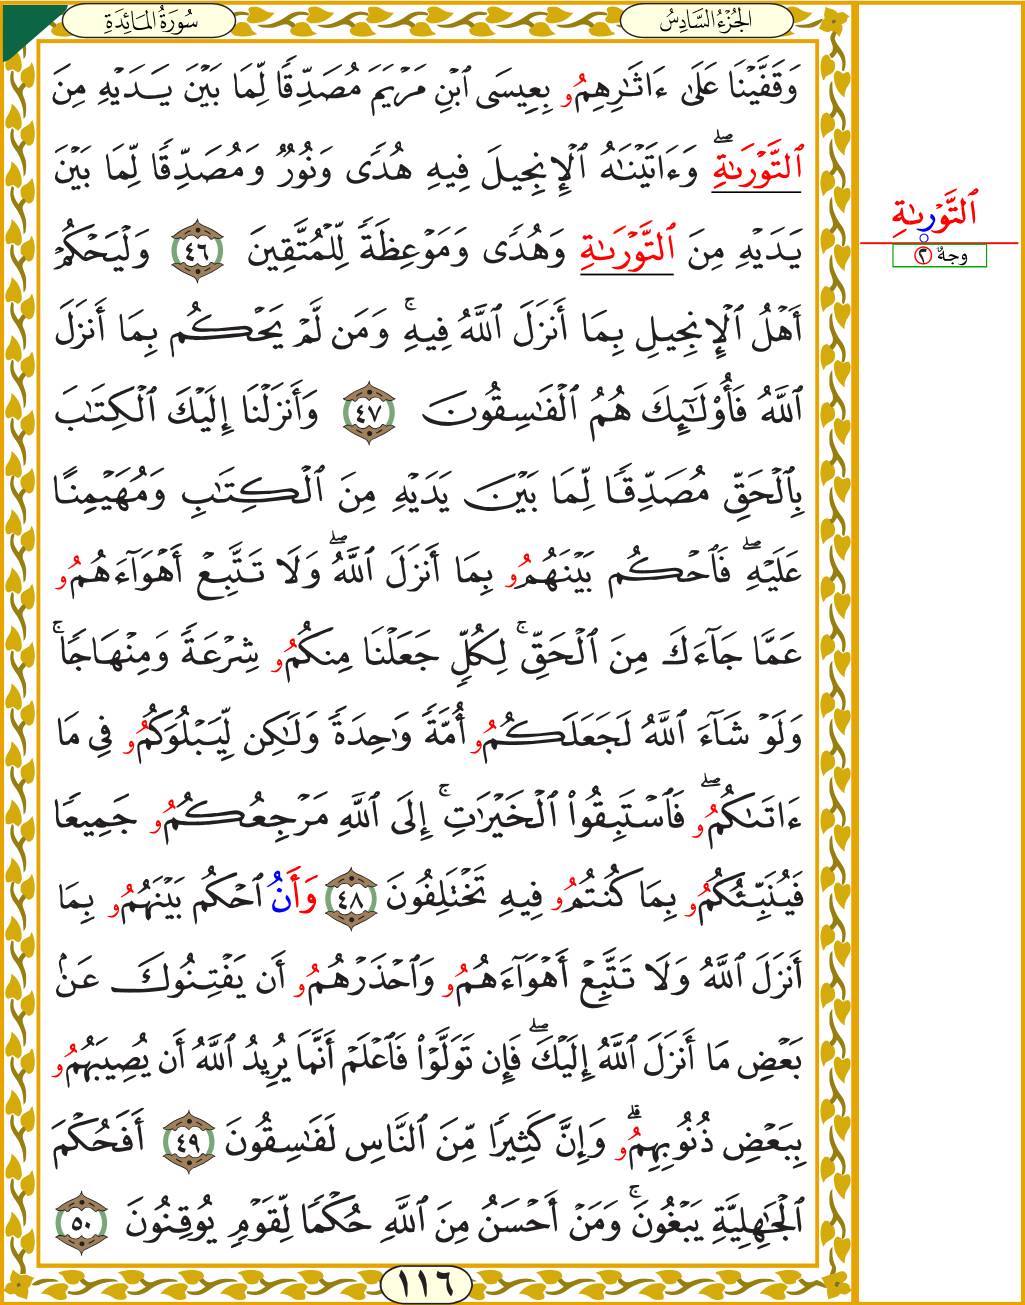 سُورَةُ المَائِدَةِ
الجُزْءُ السَّادِسُ
وَقَفَّيْنَا عَلَىٰٓ ءَاثَٰرِهِمُو بِعِيسَى ٱبْنِ مَرْيَمَ مُصَدِّقًا لِّمَا بَيْنَ يَدَيْهِ مِنَ
ٱلتَّوْرَىٰةِۖ وَءَاتَيْنَٰهُ ٱلْإِنجِيلَ فِيهِ هُدًى وَنُورٌ وَمُصَدِّقًا لِّمَا بَيْنَ
يَدَيْهِ مِنَ ٱلتَّوْرَىٰةِ وَهُدًى وَمَوْعِظَةً لِّلْمُتَّقِينَ ٤٦ وَلْيَحْكُمْ
أَهْلُ ٱلْإِنجِيلِ بِمَا أَنزَلَ ٱللَّهُ فِيهِۚ وَمَن لَّمْ يَحْكُم بِمَا أَنزَلَ
ٱللَّهُ فَأُو۟لَٰٓئِكَ هُمُ ٱلْفَٰسِقُونَ ٤٧ وَأَنزَلْنَا إِلَيْكَ ٱلْكِتَٰبَ
بِٱلْحَقِّ مُصَدِّقًا لِّمَا بَيْنَ يَدَيْهِ مِنَ ٱلْكِتَٰبِ وَمُهَيْمِنًا
عَلَيْهِۖ فَٱحْكُم بَيْنَهُمُو بِمَا أَنزَلَ ٱللَّهُۖ وَلَا تَتَّبِعْ أَهْوَآءَهُمُو
عَمَّا جَآءَكَ مِنَ ٱلْحَقِّۚ لِكُلٍّ جَعَلْنَا مِنكُمُو شِرْعَةً وَمِنْهَاجًاۚ
وَلَوْ شَآءَ ٱللَّهُ لَجَعَلَكُمُو أُمَّةً وَٰحِدَةً وَلَٰكِن لِّيَبْلُوَكُمُو فِي مَا
ءَاتَىٰكُمُوۖ فَٱسْتَبِقُوا۟ ٱلْخَيْرَٰتِۚ إِلَى ٱللَّهِ مَرْجِعُكُمُو جَمِيعًا
فَيُنَبِّئُكُمُو بِمَا كُنتُمُو فِيهِ تَخْتَلِفُونَ ٤٨ وَأَنُ ٱحْكُم بَيْنَهُمُو بِمَا
أَنزَلَ ٱللَّهُ وَلَا تَتَّبِعْ أَهْوَآءَهُمُو وَٱحْذَرْهُمُو أَن يَفْتِنُوكَ عَنۢ
بَعْضِ مَا أَنزَلَ ٱللَّهُ إِلَيْكَۖ فَإِن تَوَلَّوْا۟ فَٱعْلَمْ أَنَّمَا يُرِيدُ ٱللَّهُ أَن يُصِيبَهُمُو
بِبَعْضِ ذُنُوبِهِمُوۗ وَإِنَّ كَثِيرًا مِّنَ ٱلنَّاسِ لَفَٰسِقُونَ ٤٩ أَفَحُكْمَ
ٱلْجَٰهِلِيَّةِ يَبْغُونَۚ وَمَنْ أَحْسَنُ مِنَ ٱللَّهِ حُكْمًا لِّقَوْمٍ يُوقِنُونَ ٥٠
١١٦
ٱلتَّوْرَىٰةِ
وجهٌ ٢